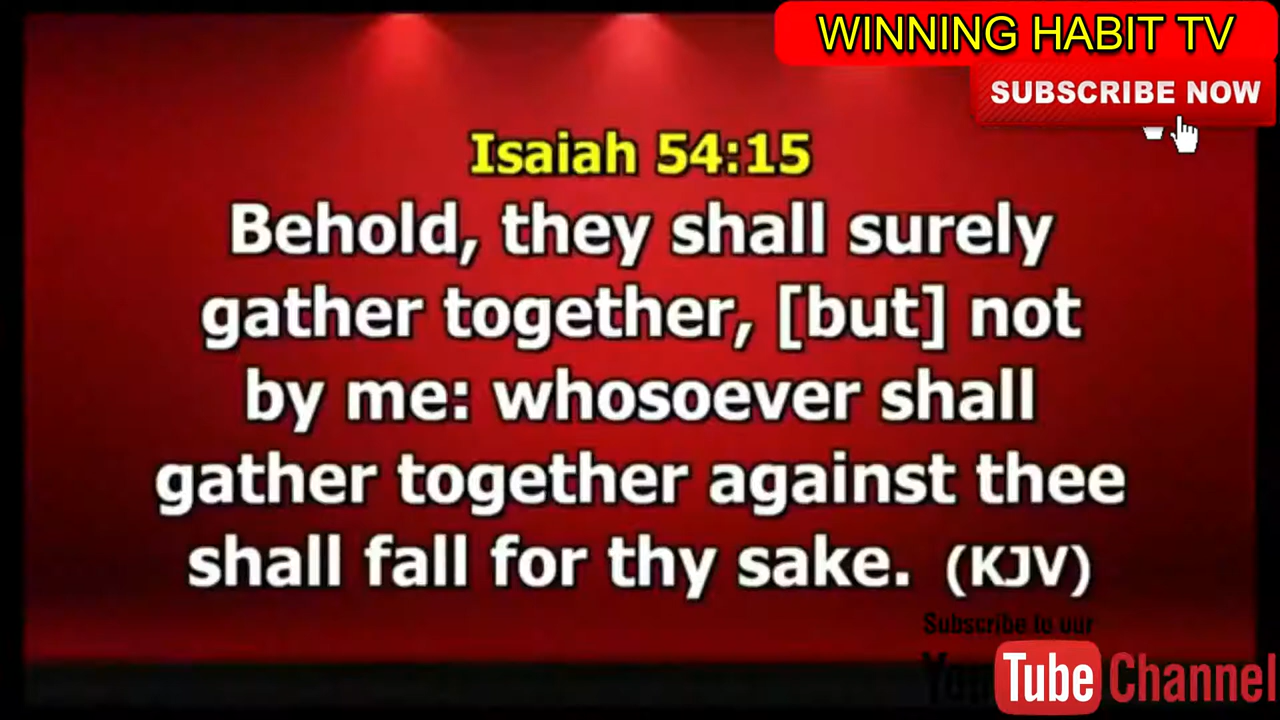 WINNING HABIT TV
SUBSCRIBE NOW
Isaiah 54:15
Behold, they shall surely
gather together, [but] not
by me: whosoever shall
gather together against thee
shall fall for thy sake. (KJV)
Subscribe to our
You Tube Channel